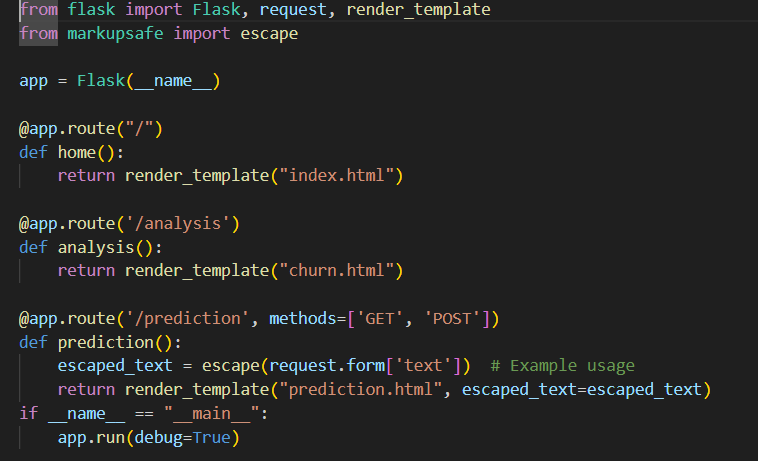 from flask import Flask, request, render_template
from markupsafe import escape

app = Flask(__name__)

@app.route("/")
def home():
    return render_template("index.html")

@app.route('/analysis')
def analysis():
    return render_template("churn.html")

@app.route('/prediction', methods=['GET', 'POST'])
def prediction():
    escaped_text = escape(request.form['text'])  # Example usage
    return render_template("prediction.html", escaped_text=escaped_text)
if __name__ == "__main__":
    app.run(debug=True)